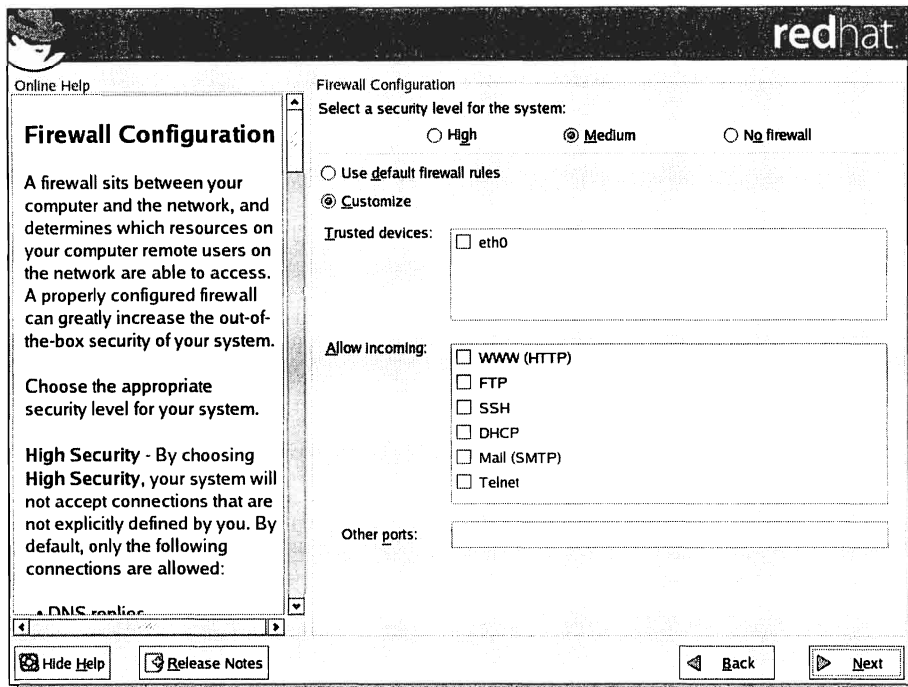 redhat.
Online Help
Firewall Configuration
A firewall sits between your
computer and the network, and
determines which resources on
your computer remote users on
the network are able to access.
A properly configured firewall
can greatly increase the out-of-
the-box security of your system.
Choose the appropriate
security level for your system.
High Security - By choosing
High Security, your system will
not accept connections that are
not explicitly defined by you. By
default, only the following
connections are allowed:
• DNS replies
Firewall Configuration
Select a security level for the system:
High Medium No firewall
Use default firewall rules
Customize
Trusted devices: eth0
Allow incoming: WWW (HTTP)
FTP
SSH
DHCP
Mail (SMTP)
Telnet
Other ports:
Hide Help Release Notes Back Next